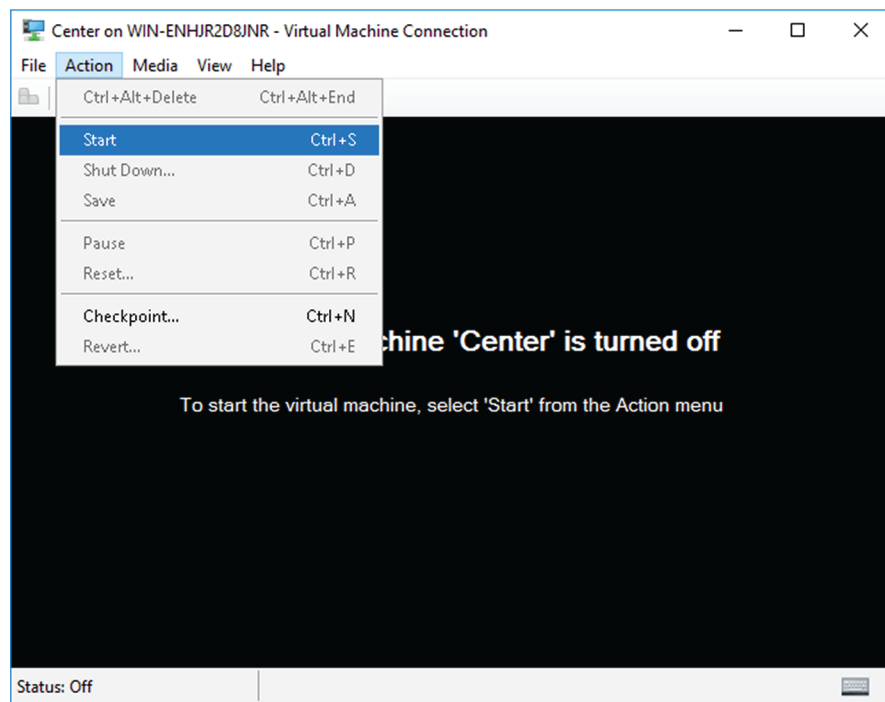 Center on WIN-ENHJR2D8JNR - Virtual Machine Connection
File Action Media View Help
Ctrl+Alt+Delete Ctrl+Alt+End
Start Ctrl+S
Shut Down... Ctrl+D
Save Ctrl+A
Pause Ctrl+P
Reset... Ctrl+R
Checkpoint... Ctrl+N
Revert... Ctrl+E
'Center' is turned off
To start the virtual machine, select 'Start' from the Action menu
Status: Off